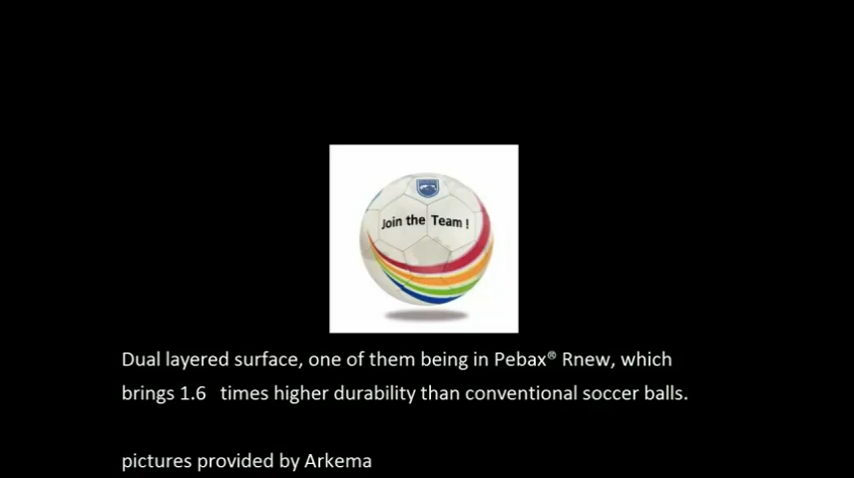 Join the Team !
Dual layered surface, one of them being in Pebax® Rnew, which
brings 1.6 times higher durability than conventional soccer balls.
pictures provided by Arkema